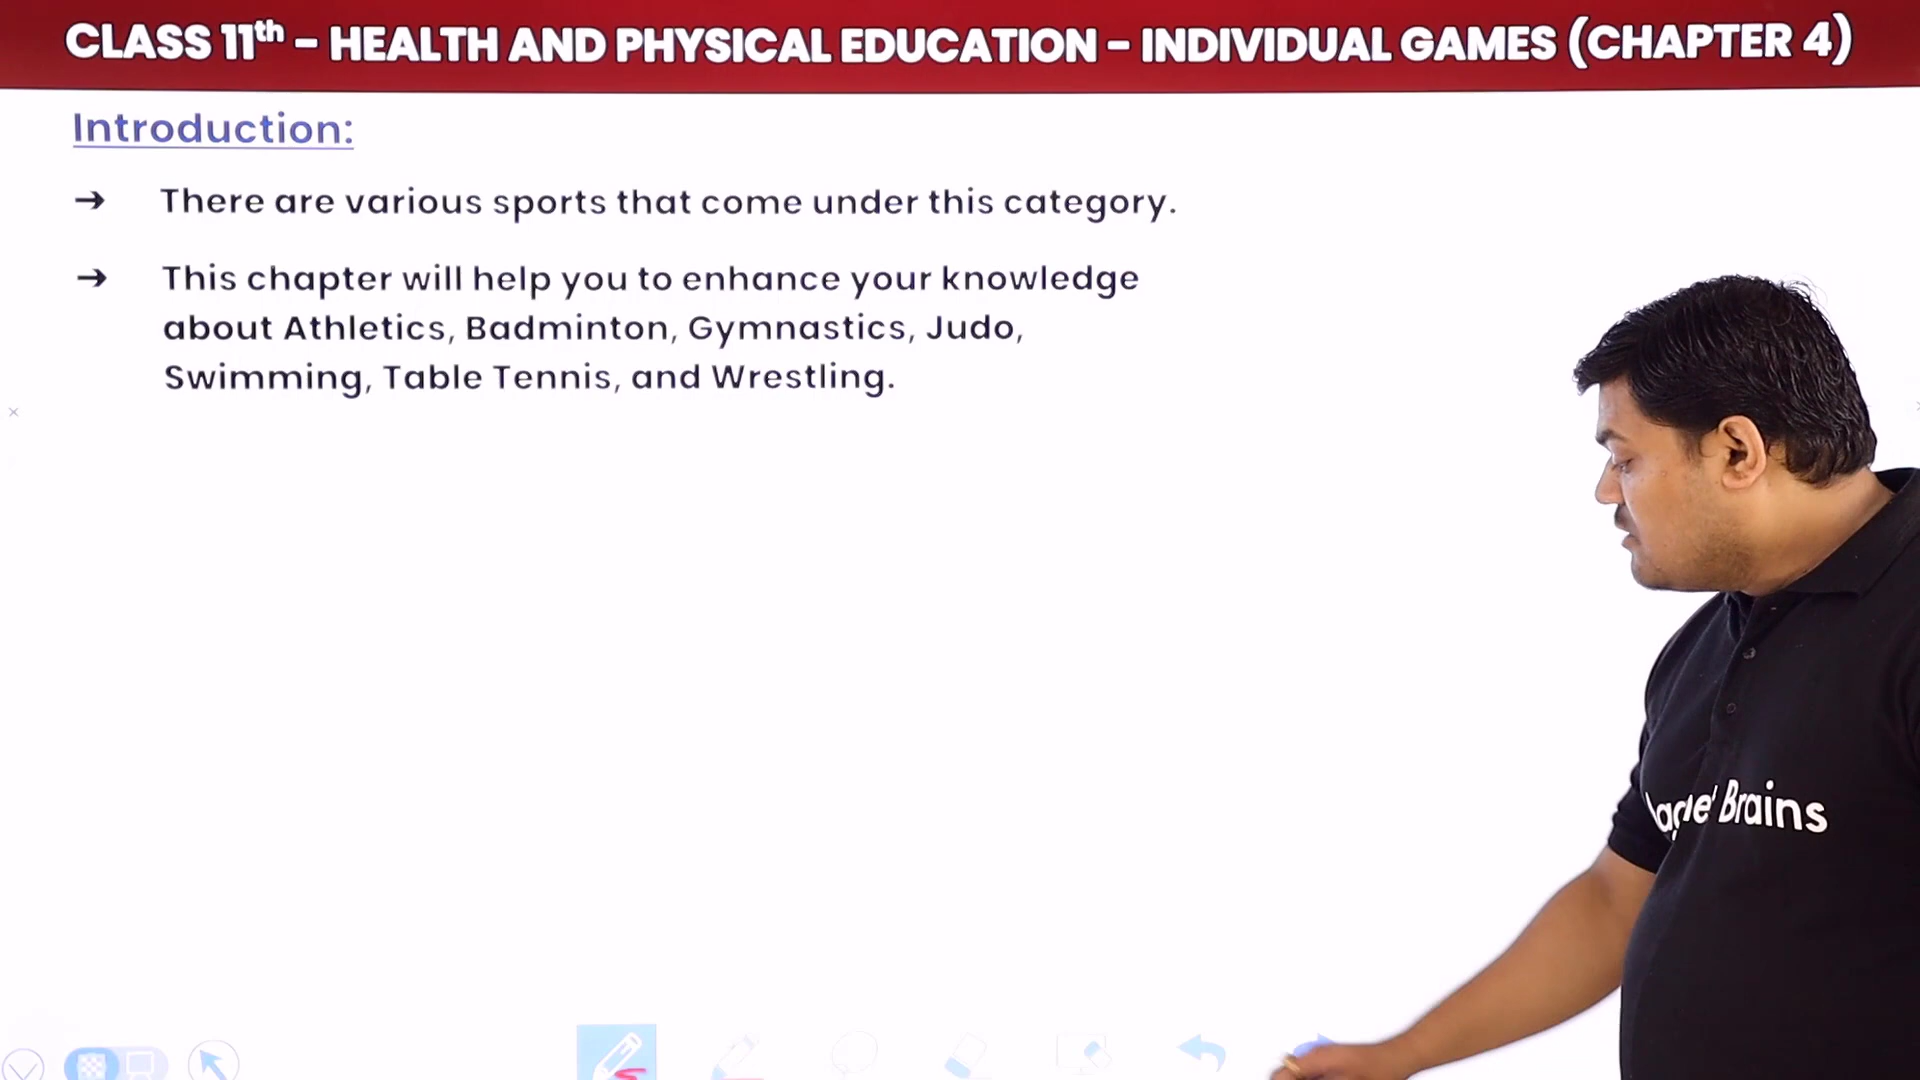 CLASS 11th – HEALTH AND PHYSICAL EDUCATION – INDIVIDUAL GAMES (CHAPTER 4)
Introduction:
→ There are various sports that come under this category.
→ This chapter will help you to enhance your knowledge
about Athletics, Badminton, Gymnastics, Judo,
Swimming, Table Tennis, and Wrestling.
Brains